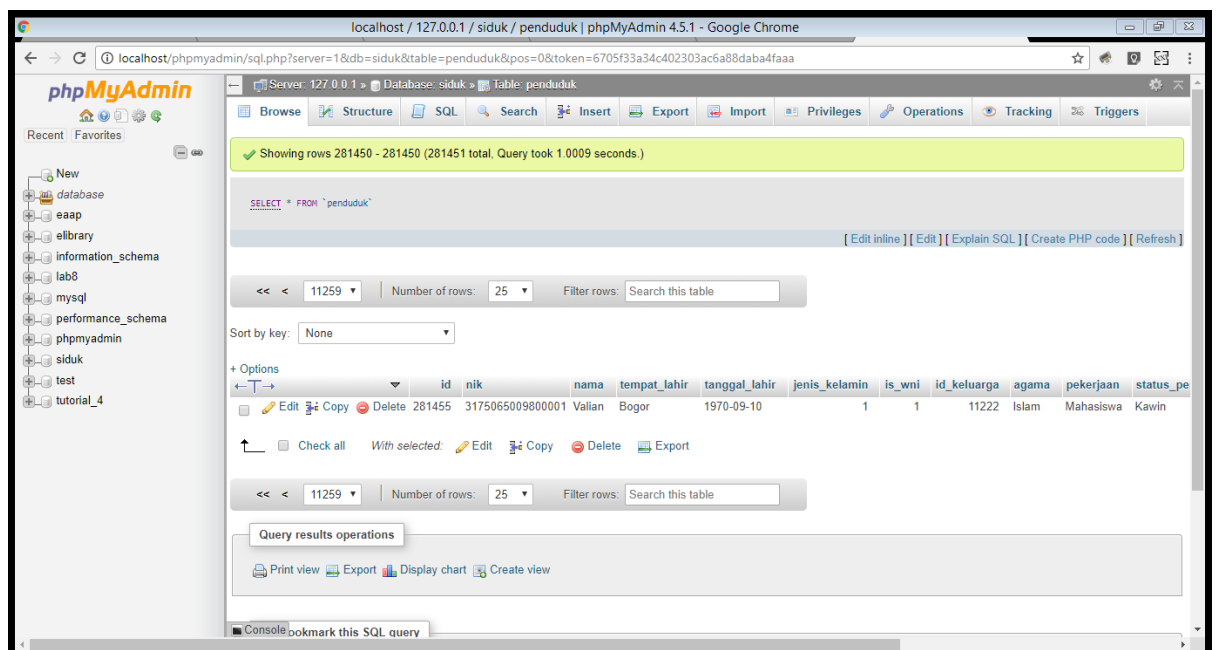 localhost / 127.0.0.1 / siduk / penduduk | phpMyAdmin 4.5.1 - Google Chrome
localhost/phpmyadmin/sql.php?server=1&db=siduk&table=penduduk&pos=0&token=6705f33a34c402303ac6a88daba4faaa
phpMyAdmin
Recent Favorites
New
database
eaap
elibrary
information_schema
lab8
mysql
performance_schema
phpmyadmin
siduk
test
tutorial_4
Server: 127.0.0.1 » Database: siduk » Table: penduduk
Browse Structure SQL Search Insert Export Import Privileges Operations Tracking Triggers
Showing rows 281450 - 281450 (281451 total, Query took 1.0009 seconds.)
SELECT * FROM `penduduk`
[ Edit inline ] [ Edit ] [ Explain SQL ] [ Create PHP code ] [ Refresh ]
<< < 11259 Number of rows: 25 Filter rows: Search this table
Sort by key: None
+ Options
id nik nama tempat_lahir tanggal_lahir jenis_kelamin is_wni id_keluarga agama pekerjaan status_pe
Edit Copy Delete 281455 3175065009800001 Valian Bogor 1970-09-10 1 1 11222 Islam Mahasiswa Kawin
Check all With selected: Edit Copy Delete Export
<< < 11259 Number of rows: 25 Filter rows: Search this table
Query results operations
Print view Export Display chart Create view
Console ookmark this SQL query